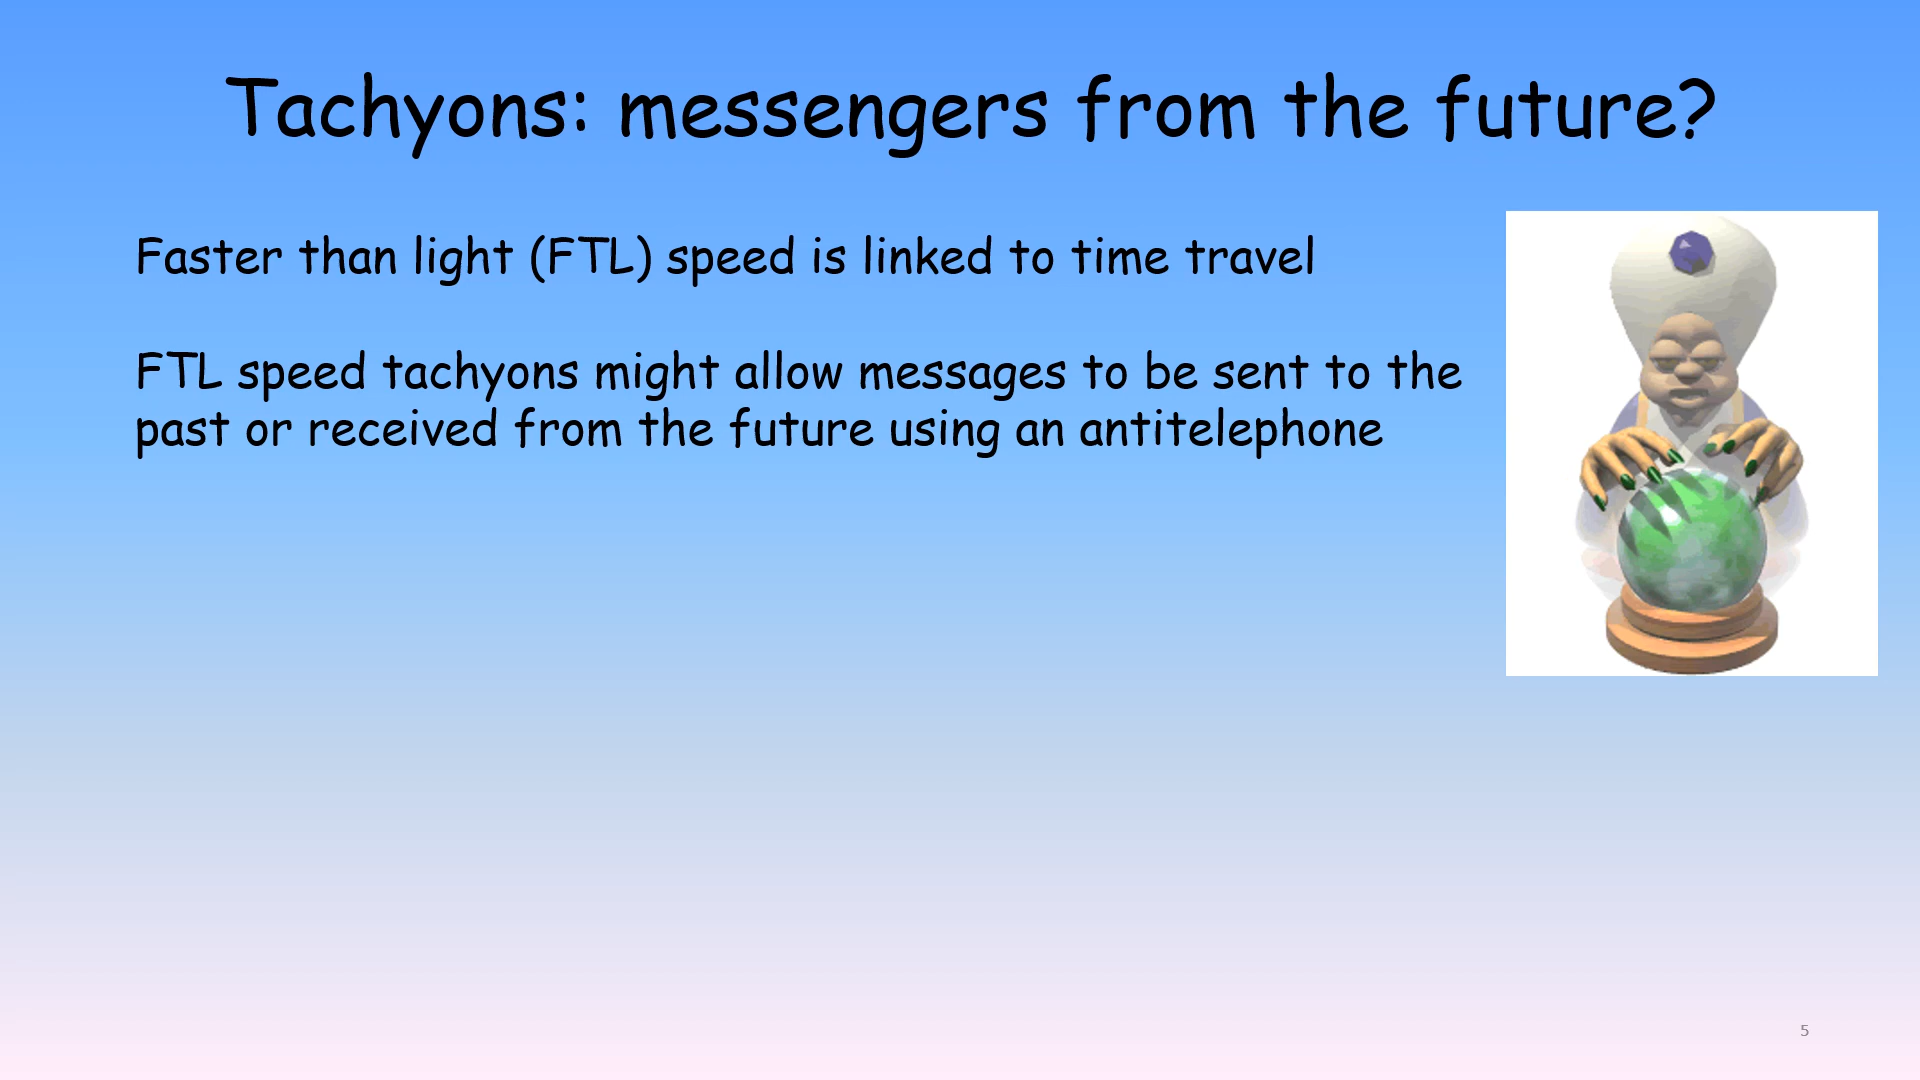 Tachyons: messengers from the future?
Faster than light (FTL) speed is linked to time travel
FTL speed tachyons might allow messages to be sent to the
past or received from the future using an antitelephone
5